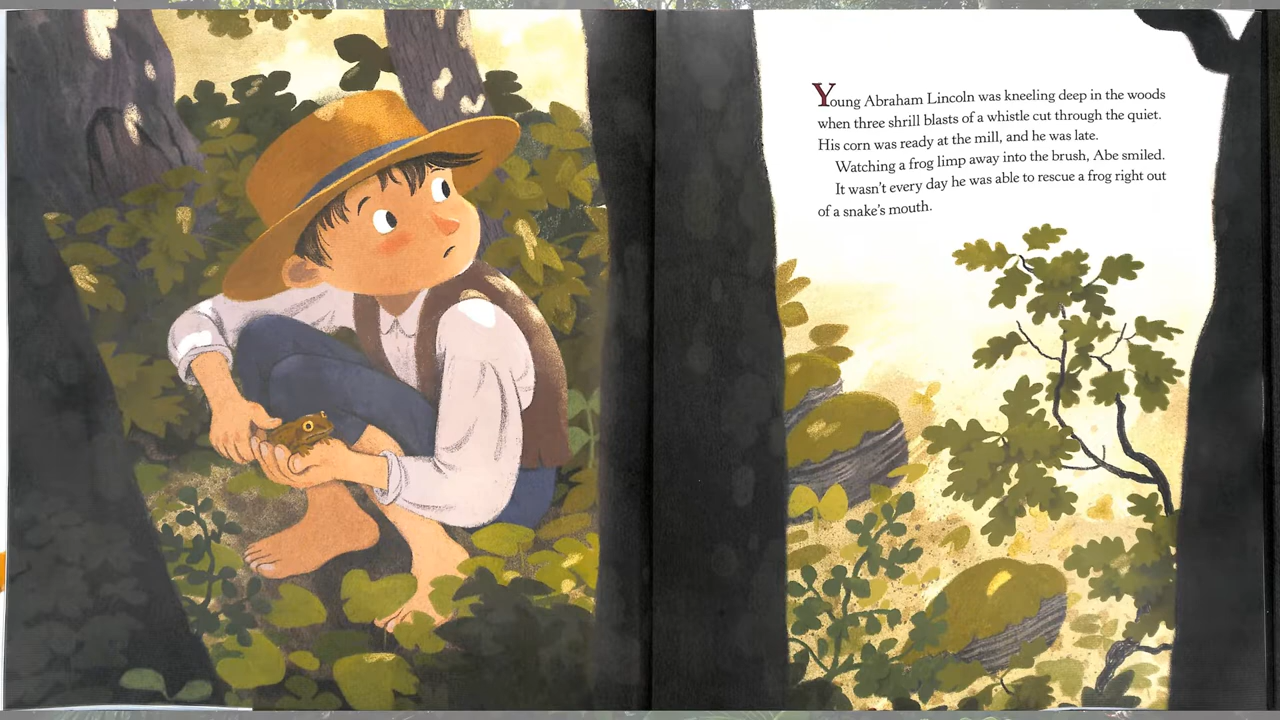 Young Abraham Lincoln was kneeling deep in the woods
when three shrill blasts of a whistle cut through the quiet.
His corn was ready at the mill, and he was late.
Watching a frog limp away into the brush, Abe smiled.
It wasn't every day he was able to rescue a frog right out
of a snake's mouth.